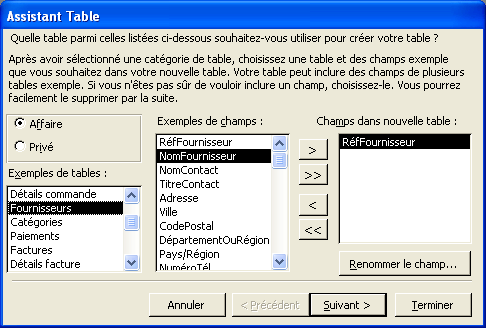 Assistant Table
Quelle table parmi celles listées ci-dessous souhaitez-vous utiliser pour créer votre table ?
Après avoir sélectionné une catégorie de table, choisissez une table et des champs exemple
que vous souhaitez dans votre nouvelle table. Votre table peut inclure des champs de plusieurs
tables exemple. Si vous n'êtes pas sûr de vouloir inclure un champ, choisissez-le. Vous pourrez
facilement le supprimer par la suite.
Affaire
Privé
Exemples de tables :
Détails commande
Fournisseurs
Catégories
Paiements
Factures
Détails facture
Exemples de champs :
RéfFournisseur
NomFournisseur
NomContact
TitreContact
Adresse
Ville
CodePostal
DépartementOuRégion
Pays/Région
NuméroTél
>
>>
<
<<
Champs dans nouvelle table :
RéfFournisseur
Renommer le champ...
Annuler
< Précédent
Suivant >
Terminer